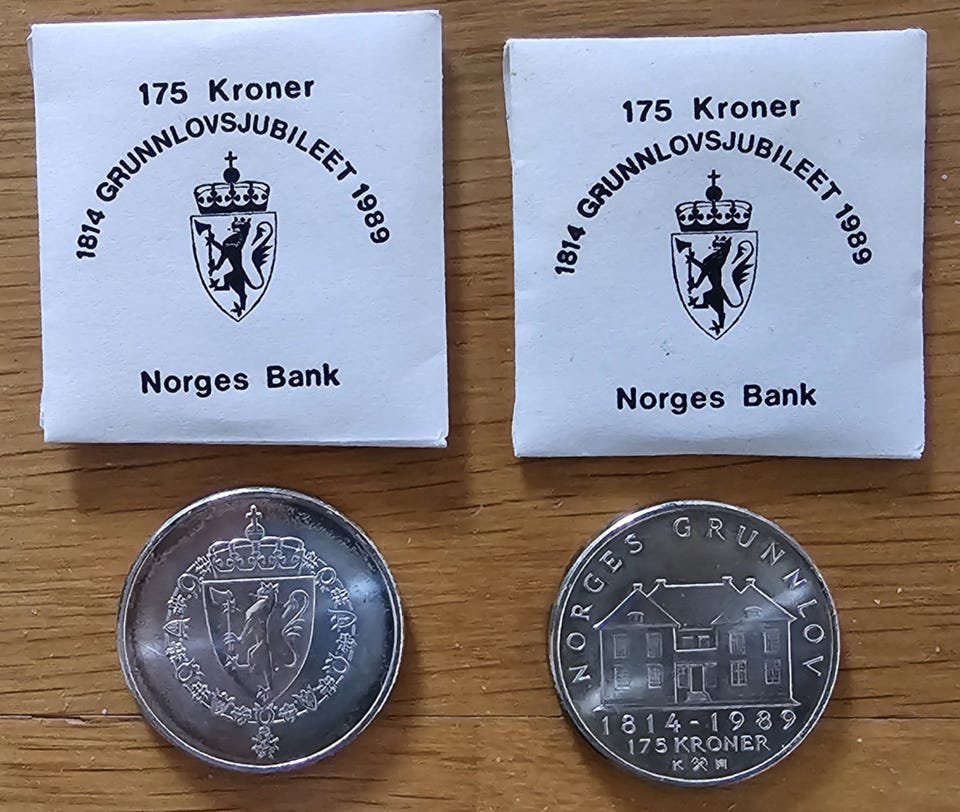 175 Kroner
1814 GRUNNLOVSJUBILEET 1989
Norges Bank
175 Kroner
1814 GRUNNLOVSJUBILEET 1989
Norges Bank
NORGES GRUNNLOV
1814-1989
175 KRONER
K